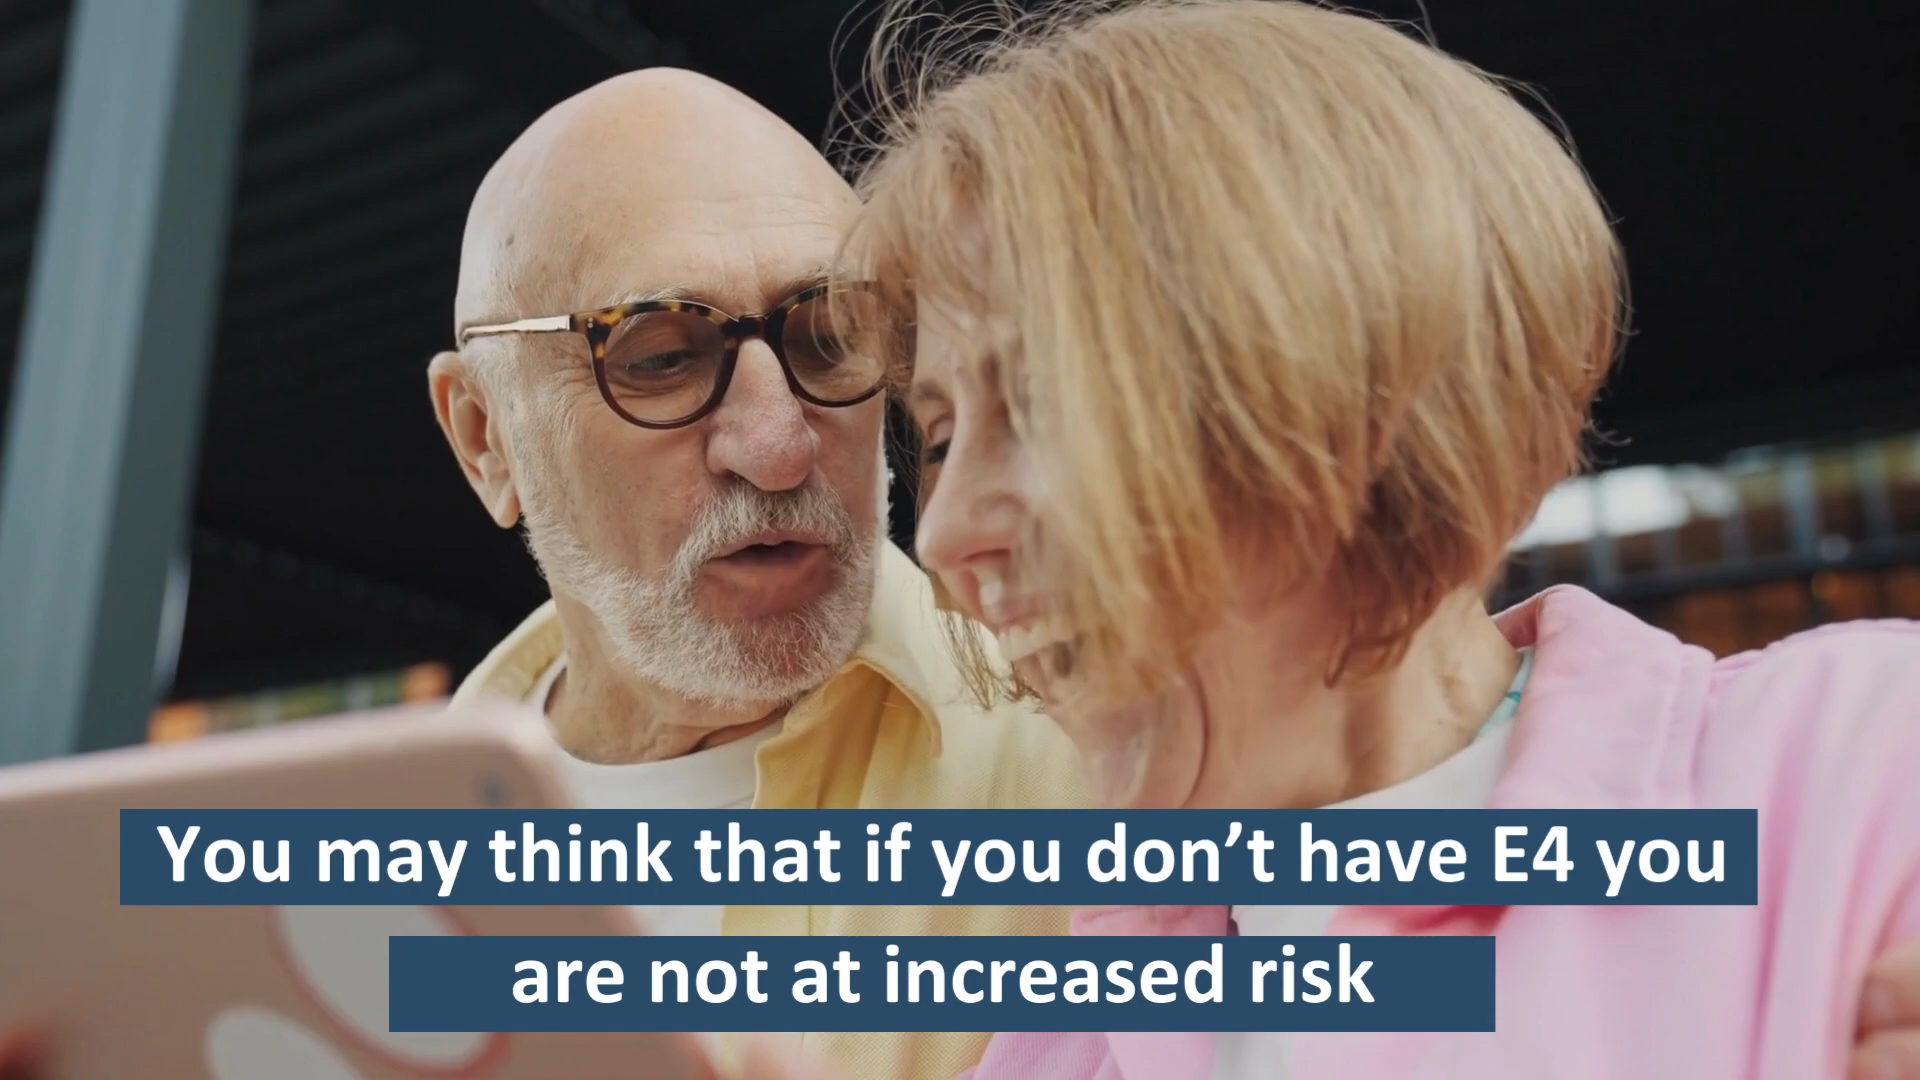 You may think that if you don’t have E4 you
are not at increased risk